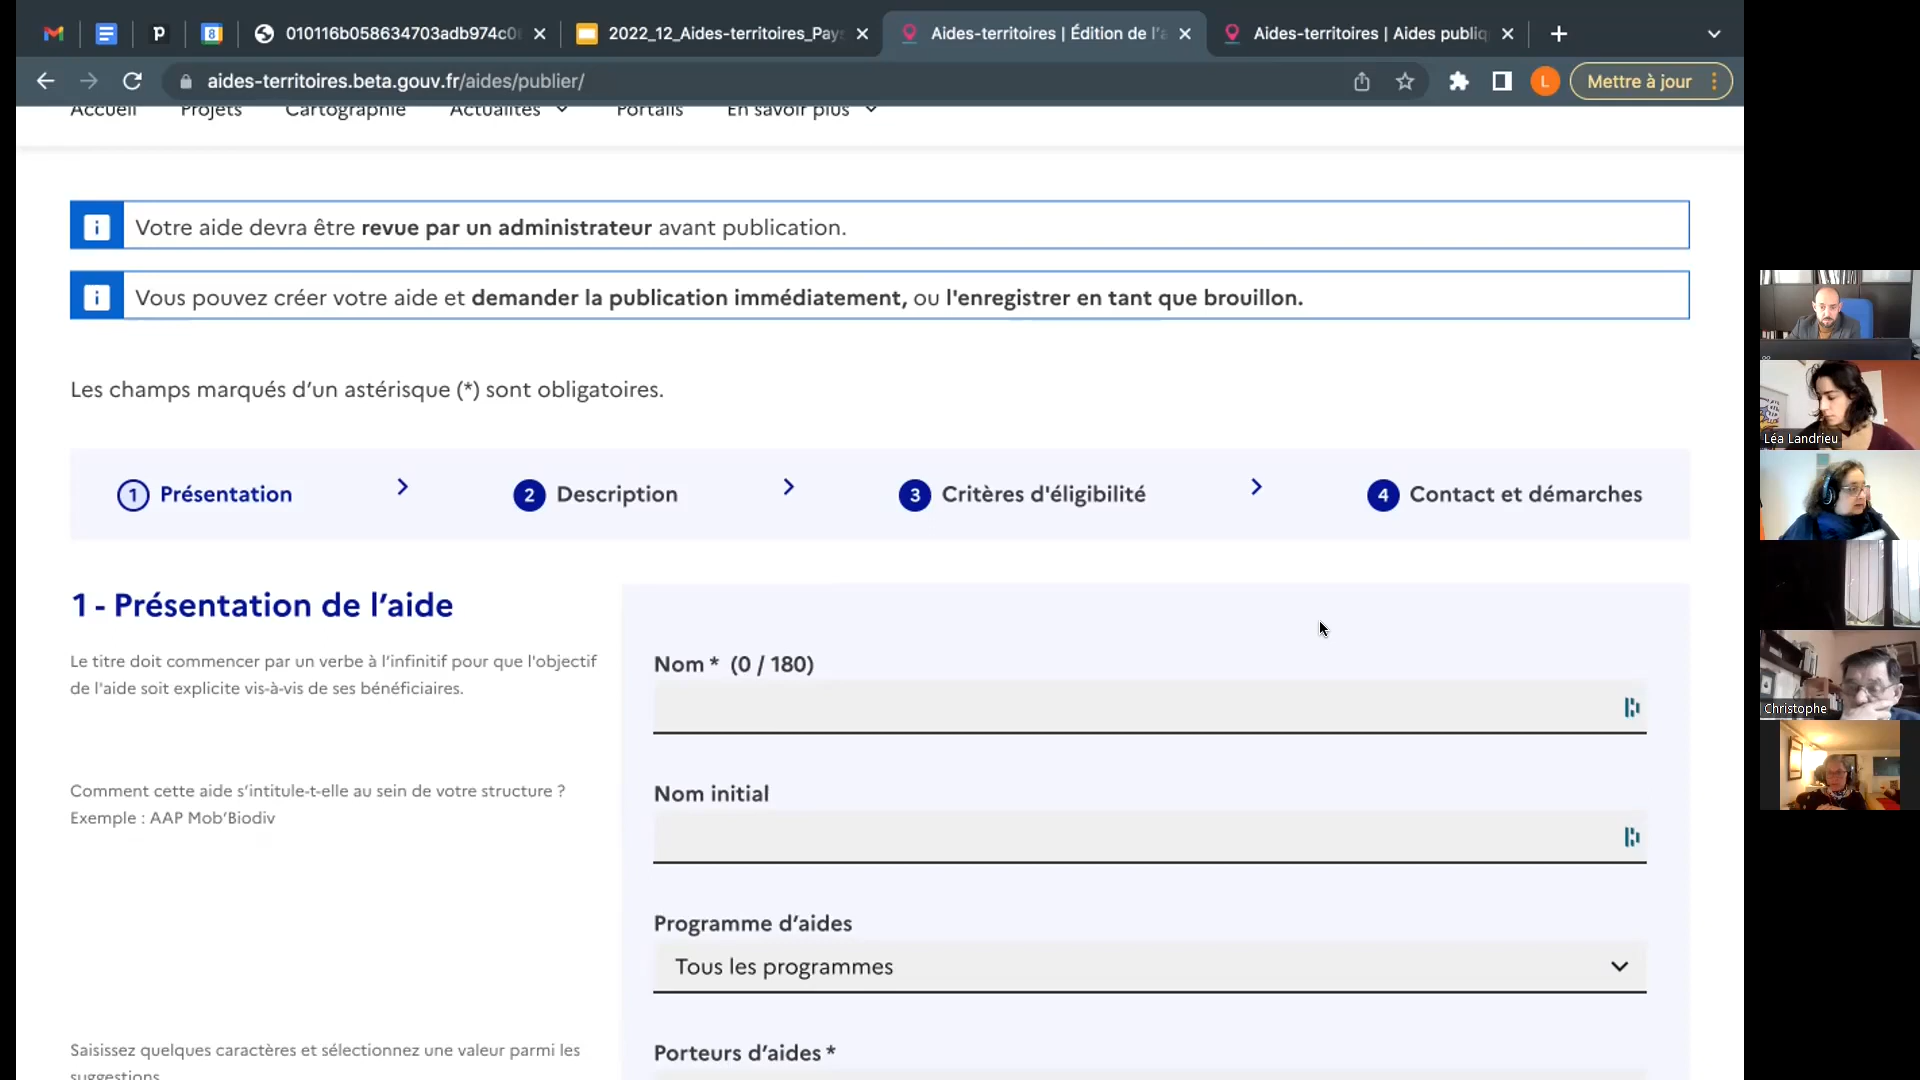 010116b058634703adb974c0
2022_12_Aides-territoires_Pay
Aides-territoires | Édition de l'a
Aides-territoires | Aides publiq
aides-territoires.beta.gouv.fr/aides/publier/
L
Mettre à jour
Accueil Projets Cartographie Actualités Portails En savoir plus
Votre aide devra être revue par un administrateur avant publication.
Vous pouvez créer votre aide et demander la publication immédiatement, ou l'enregistrer en tant que brouillon.
Les champs marqués d’un astérisque (*) sont obligatoires.
1 Présentation
2 Description
3 Critères d'éligibilité
4 Contact et démarches
1 - Présentation de l’aide
Le titre doit commencer par un verbe à l’infinitif pour que l'objectif
de l'aide soit explicite vis-à-vis de ses bénéficiaires.
Nom * (0 / 180)
Comment cette aide s’intitule-t-elle au sein de votre structure ?
Exemple : AAP Mob’Biodiv
Nom initial
Programme d’aides
Tous les programmes
Saisissez quelques caractères et sélectionnez une valeur parmi les
suggestions.
Porteurs d’aides *
Léa Landrieu
Christophe